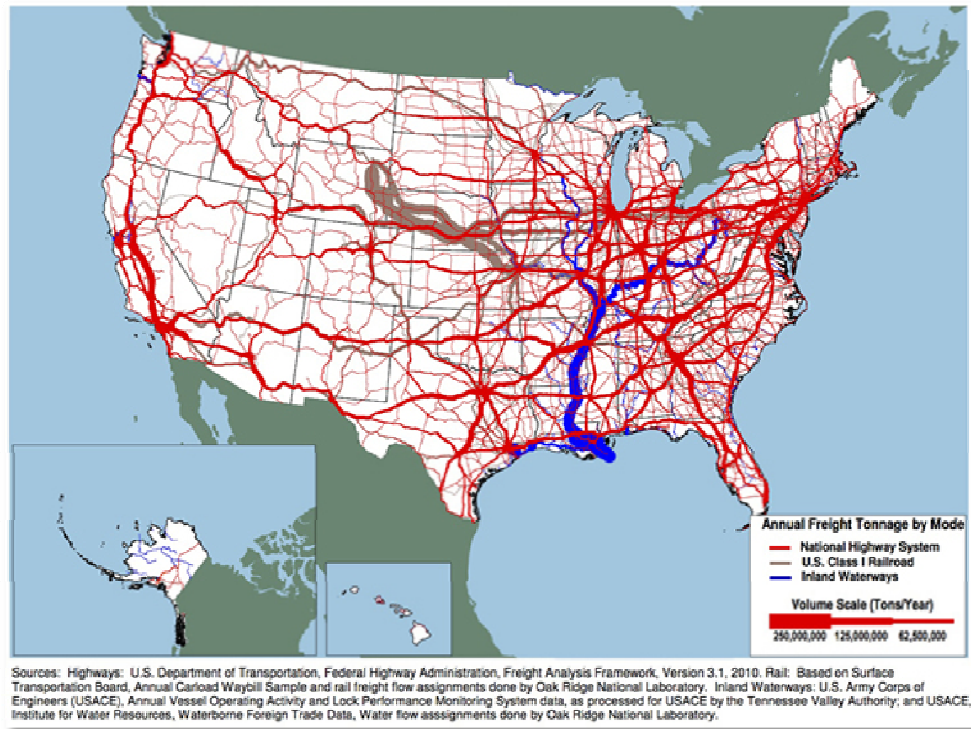 Annual Freight Tonnage by Mode
National Highway System
U.S. Class I Railroad
Inland Waterways
Volume Scale (Tons/Year)
250,000,000 125,000,000 62,500,000
Sources: Highways: U.S. Department of Transportation, Federal Highway Administration, Freight Analysis Framework, Version 3.1, 2010. Rail: Based on Surface
Transportation Board, Annual Carload Waybill Sample and rail freight flow assignments done by Oak Ridge National Laboratory. Inland Waterways: U.S. Army Corps of
Engineers (USACE), Annual Vessel Operating Activity and Lock Performance Monitoring System data, as processed for USACE by the Tennessee Valley Authority; and USACE,
Institute for Water Resources, Waterborne Foreign Trade Data, Water flow asssignments done by Oak Ridge National Laboratory.